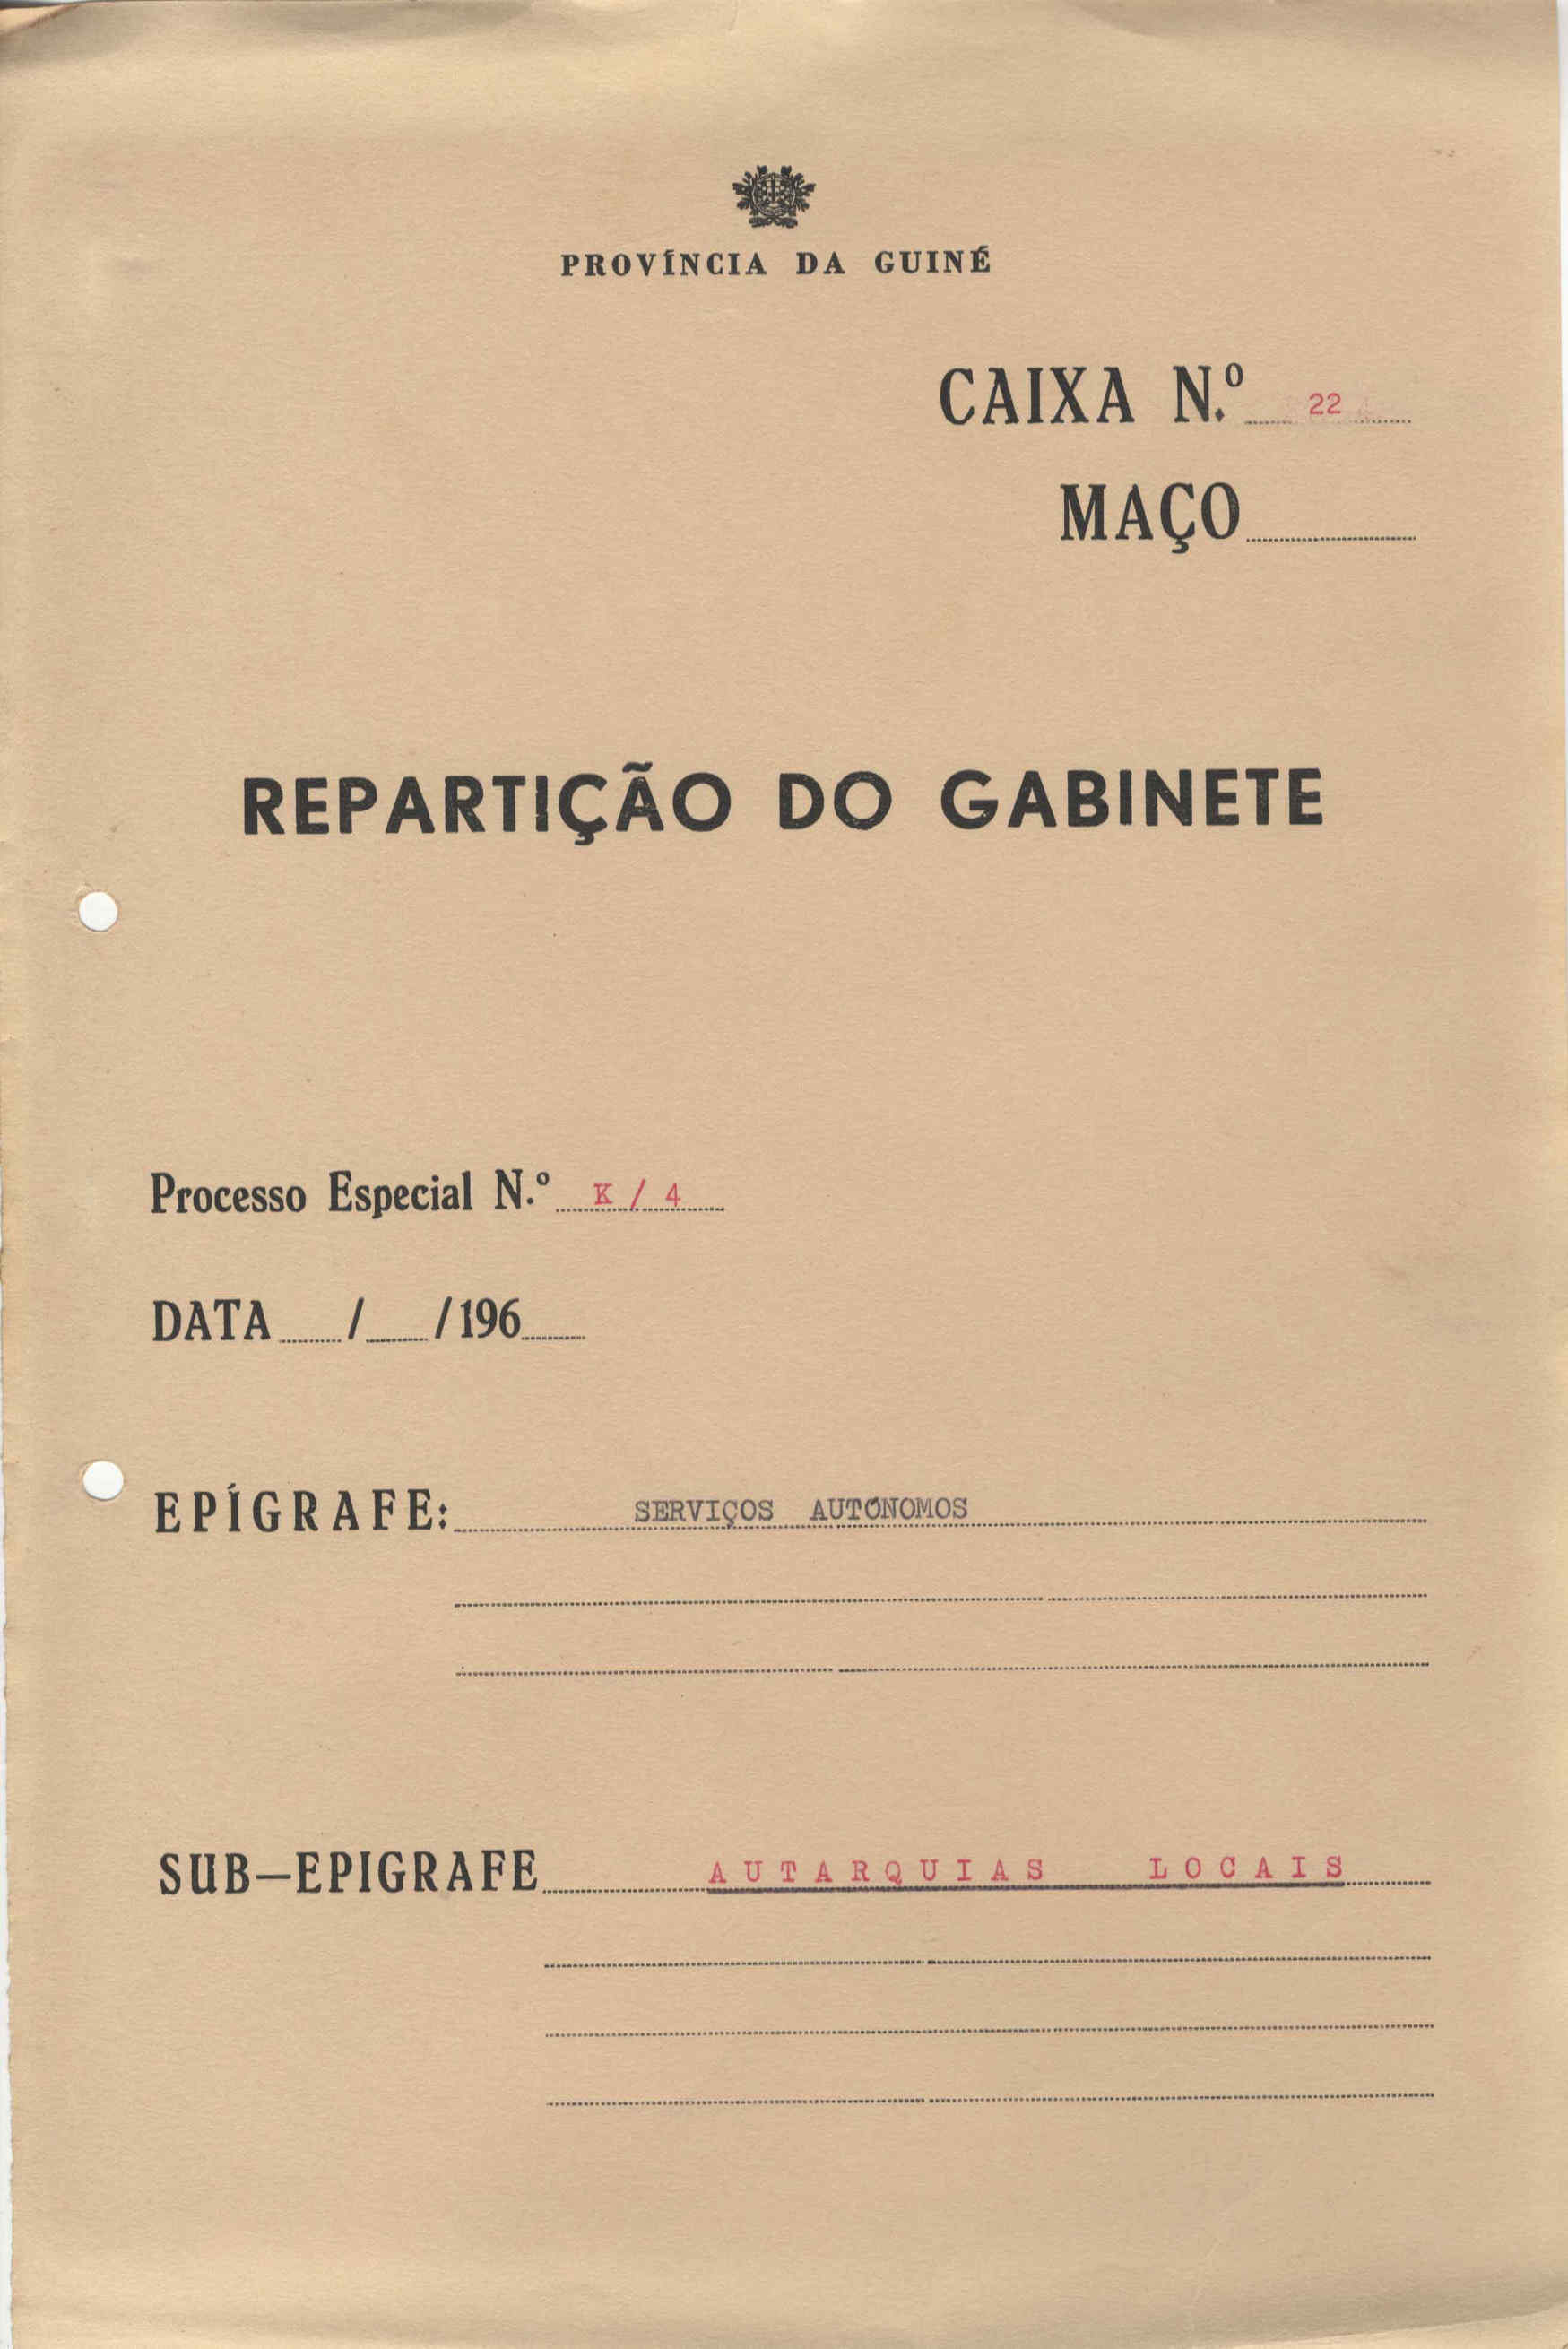 PROVÍNCIA DA GUINÉ
CAIXA N.º 22
MAÇO
REPARTIÇÃO DO GABINETE
Processo Especial N.º K / 4
DATA / /196
EPÍGRAFE: SERVIÇOS AUTÓNOMOS
SUB-EPIGRAFE AUTARQUIAS LOCAIS